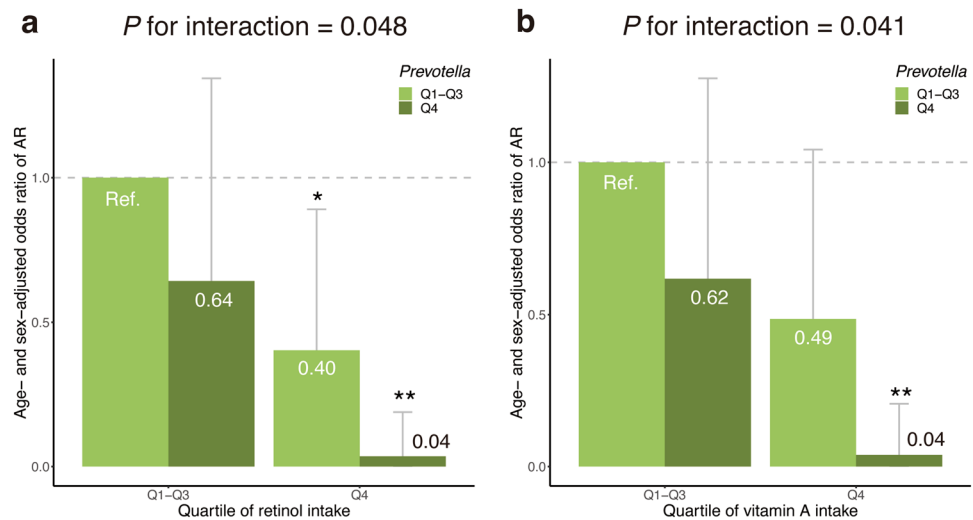 a
P for interaction = 0.048
Prevotella
Q1−Q3
Q4
Age− and sex−adjusted odds ratio of AR
1.0
0.5
0.0
Ref.
0.64
*
0.40
**
0.04
Q1−Q3
Q4
Quartile of retinol intake
b
P for interaction = 0.041
Prevotella
Q1−Q3
Q4
Age− and sex−adjusted odds ratio of AR
1.0
0.5
0.0
Ref.
0.62
0.49
**
0.04
Q1−Q3
Q4
Quartile of vitamin A intake